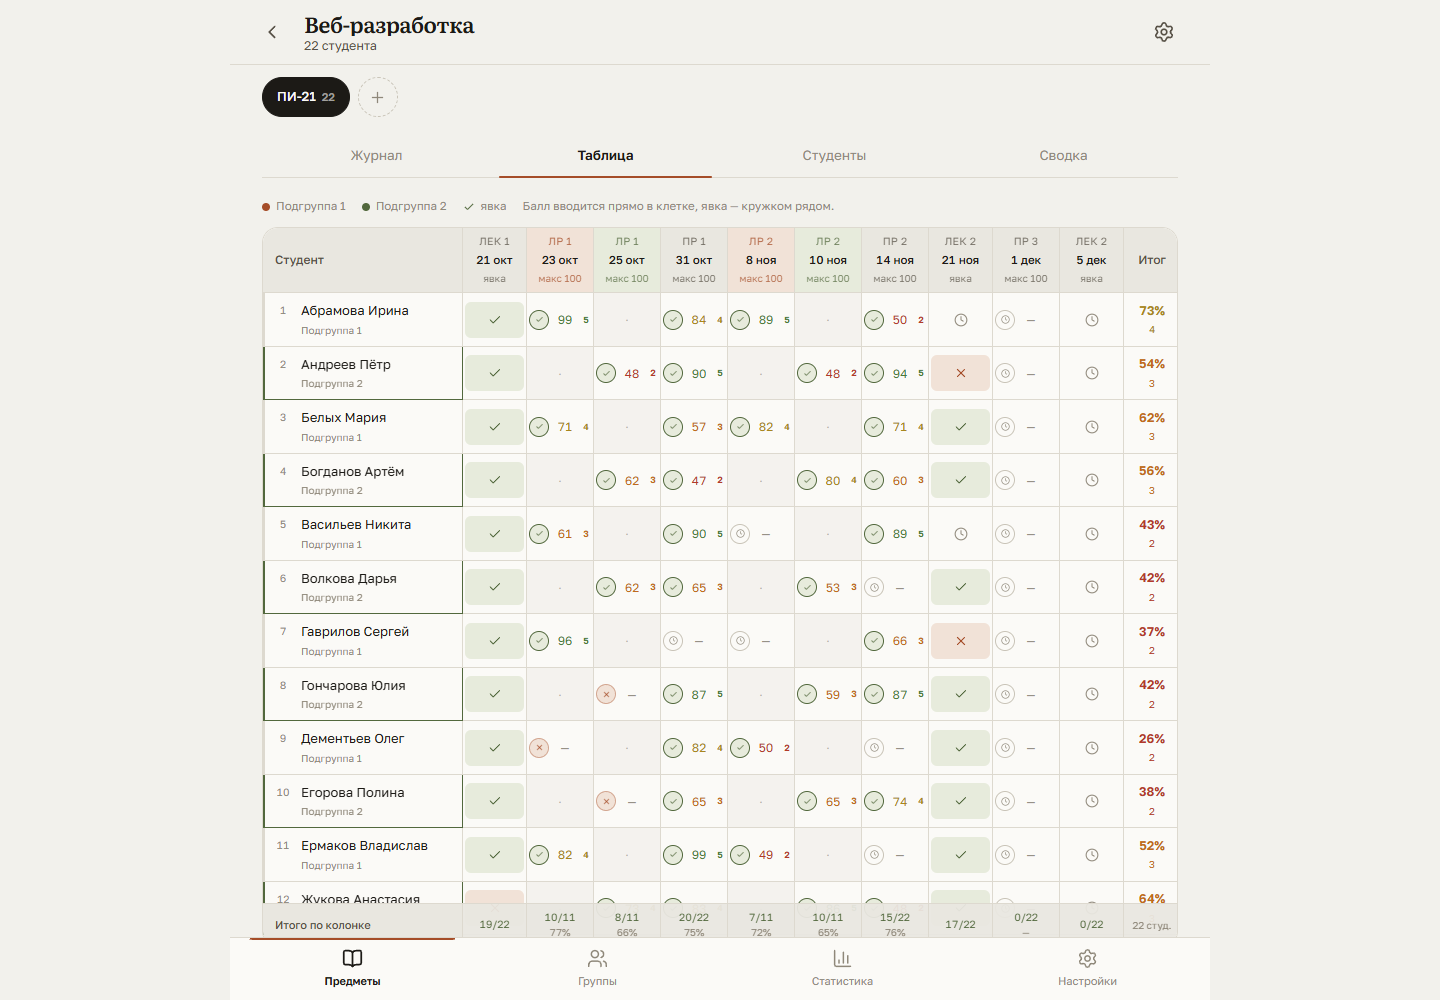 Веб-разработка
22 студента
ПИ-21 22
Журнал Таблица Студенты Сводка
Подгруппа 1 Подгруппа 2 явка Балл вводится прямо в клетке, явка — кружком рядом.
ЛЕК 1 ЛР 1 ЛР 1 ПР 1 ЛР 2 ЛР 2 ПР 2 ЛЕК 2 ПР 3 ЛЕК 2
Студент 21 окт 23 окт 25 окт 31 окт 8 ноя 10 ноя 14 ноя 21 ноя 1 дек 5 дек Итог
явка макс 100 макс 100 макс 100 макс 100 макс 100 макс 100 явка макс 100 явка
1 Абрамова Ирина 99 5 · 84 4 89 5 · 50 2 — 73%
Подгруппа 1 4
2 Андреев Пётр · 48 2 90 5 · 48 2 94 5 — 54%
Подгруппа 2 3
3 Белых Мария 71 4 · 57 3 82 4 · 71 4 — 62%
Подгруппа 1 3
4 Богданов Артём · 62 3 47 2 · 80 4 60 3 — 56%
Подгруппа 2 3
5 Васильев Никита 61 3 · 90 5 — · 89 5 — 43%
Подгруппа 1 2
6 Волкова Дарья · 62 3 65 3 · 53 3 — — 42%
Подгруппа 2 2
7 Гаврилов Сергей 96 5 · — — · 66 3 — 37%
Подгруппа 1 2
8 Гончарова Юлия · — 87 5 · 59 3 87 5 — 42%
Подгруппа 2 2
9 Дементьев Олег — · 82 4 50 2 · — — 26%
Подгруппа 1 2
10 Егорова Полина · — 65 3 · 65 3 74 4 — 38%
Подгруппа 2 2
11 Ермаков Владислав 82 4 · 99 5 49 2 · — — 52%
Подгруппа 1 3
12 Жукова Анастасия 64%
Итого по колонке 19/22 10/11 8/11 20/22 7/11 10/11 15/22 17/22 0/22 0/22 22 студ.
77% 66% 75% 72% 65% 76% —
Предметы Группы Статистика Настройки